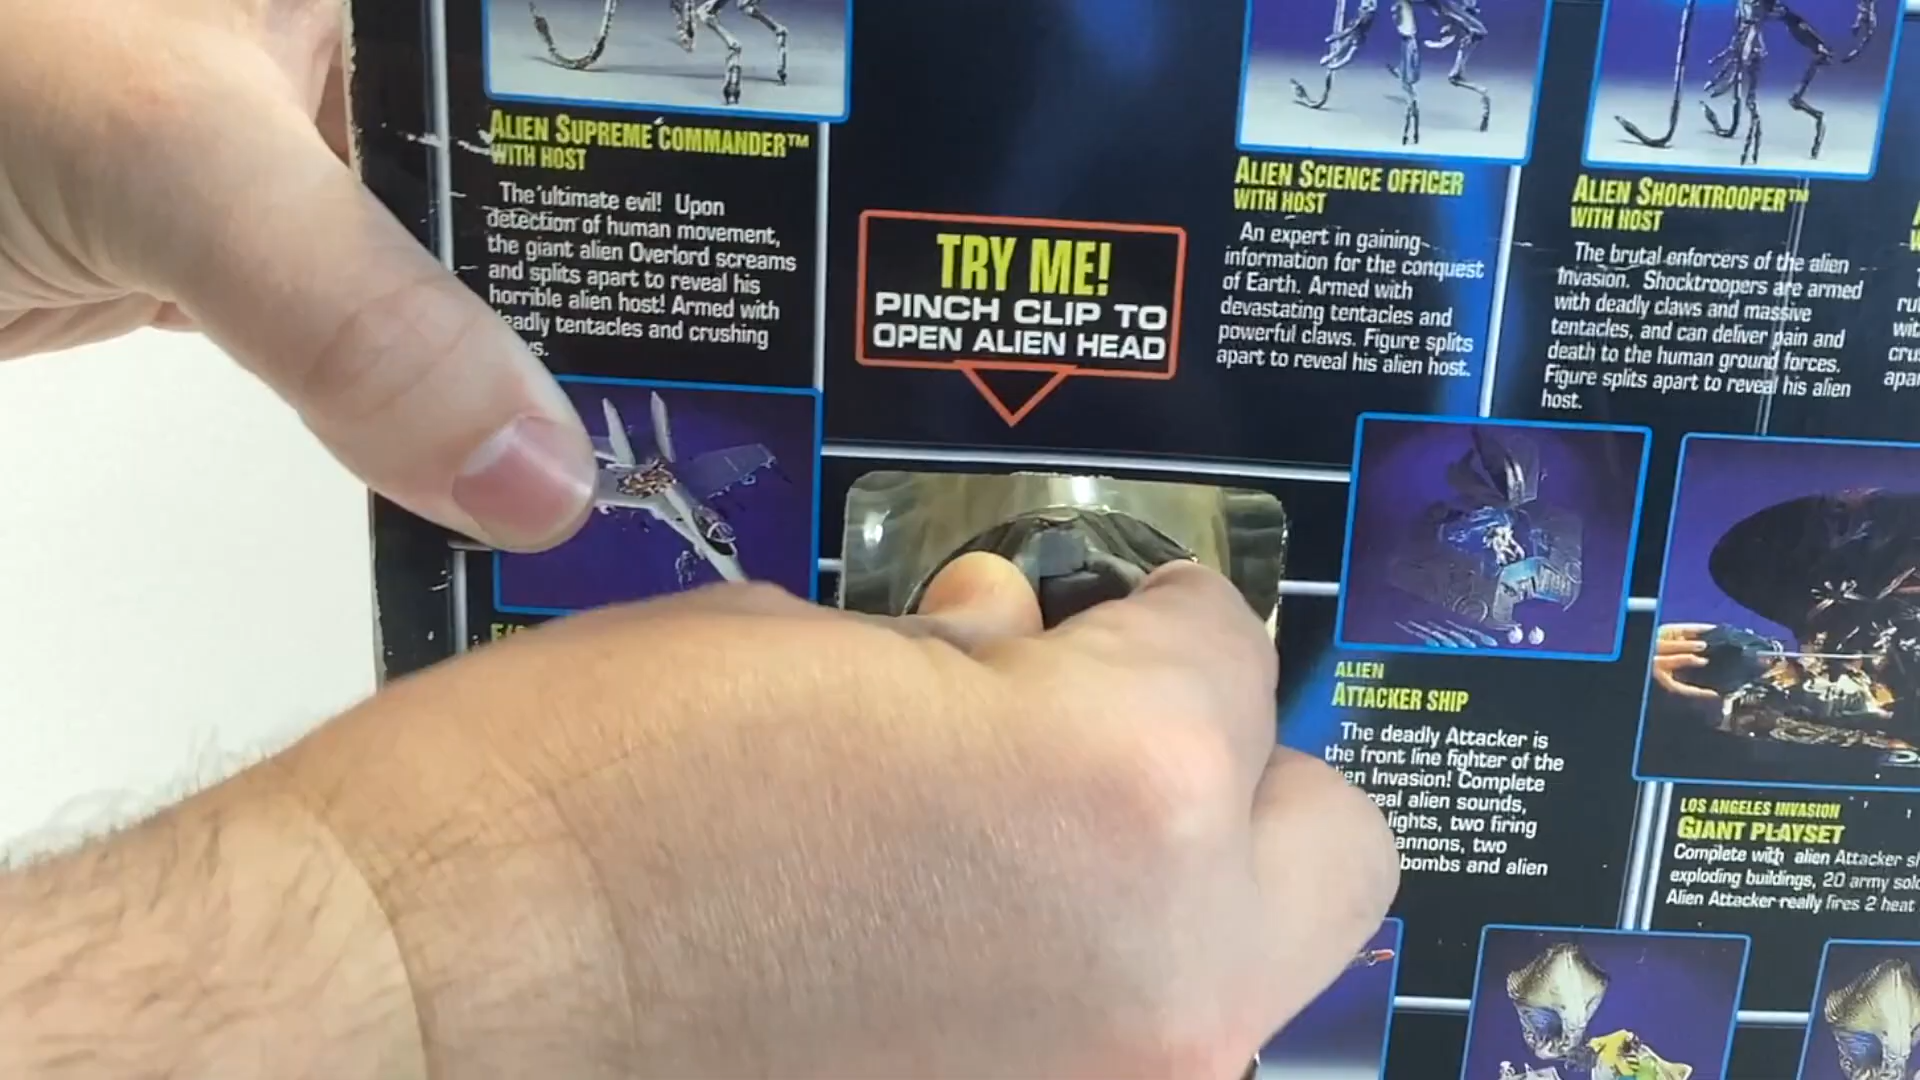 ALIEN SUPREME COMMANDER™
WITH HOST
The ultimate evil! Upon
detection of human movement,
the giant alien Overlord screams
and splits apart to reveal his
horrible alien host! Armed with
tentacles and crushing
TRY ME!
PINCH CLIP TO
OPEN ALIEN HEAD
ALIEN SCIENCE OFFICER
WITH HOST
An expert in gaining
information for the conquest
of Earth. Armed with
devastating tentacles and
powerful claws. Figure splits
apart to reveal his alien host.
ALIEN SHOCKTROOPER™
WITH HOST
The brutal enforcers of the alien
Invasion. Shocktroopers are armed
with deadly claws and massive
tentacles, and can deliver pain and
death to the human ground forces.
Figure splits apart to reveal his alien
host.
ALIEN
ATTACKER SHIP
The deadly Attacker is
the front line fighter of the
Invasion! Complete
real alien sounds,
lights, two firing
two
bombs and alien
LOS ANGELES INVASION
GIANT PLAYSET
Complete with alien Attacker
exploding buildings, 20 army
Alien Attacker really fires 2 heat